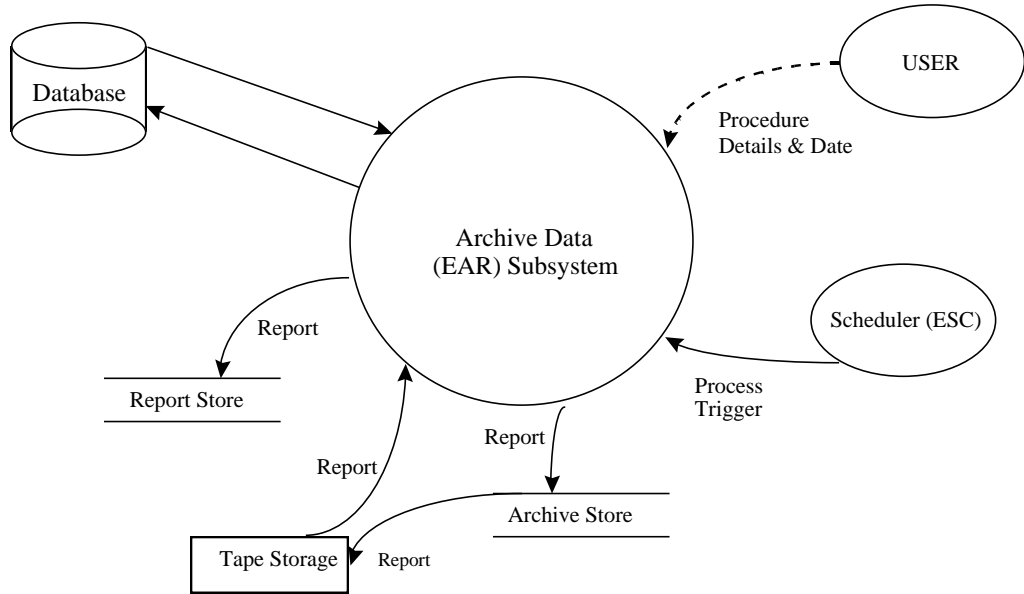 Database
USER
Procedure
Details & Date
Archive Data
(EAR) Subsystem
Scheduler (ESC)
Report
Process
Trigger
Report Store
Report
Report
Archive Store
Tape Storage
Report